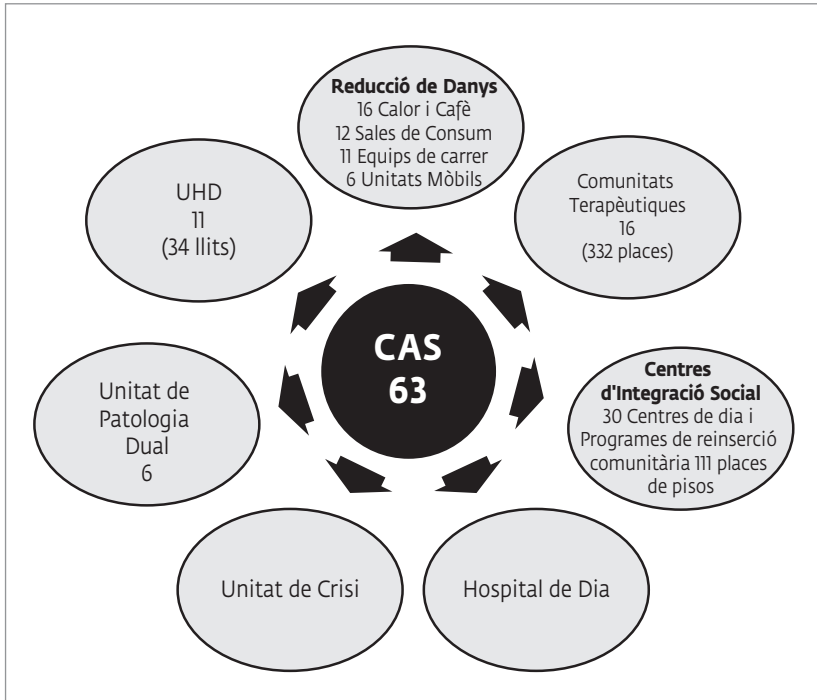 Reducció de Danys
16 Calor i Cafè
12 Sales de Consum
11 Equips de carrer
6 Unitats Mòbils
UHD
11
(34 llits)
Comunitats
Terapèutiques
16
(332 places)
CAS
63
Unitat de
Patologia
Dual
6
Centres
d'Integració Social
30 Centres de dia i
Programes de reinserció
comunitària 111 places
de pisos
Unitat de Crisi
Hospital de Dia